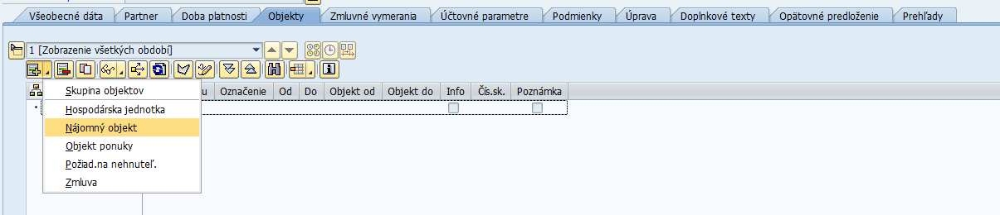 Všeobecné dáta Partner Doba platnosti Objekty Zmluvné vymerania Účtovné parametre Podmienky Úprava Doplnkové texty Opätovné predloženie Prehľady
1 [Zobrazenie všetkých období]
u Označenie Od Do Objekt od Objekt do Info Čís.sk. Poznámka
Skupina objektov
Hospodárska jednotka
Nájomný objekt
Objekt ponuky
Požiad.na nehnuteľ.
Zmluva